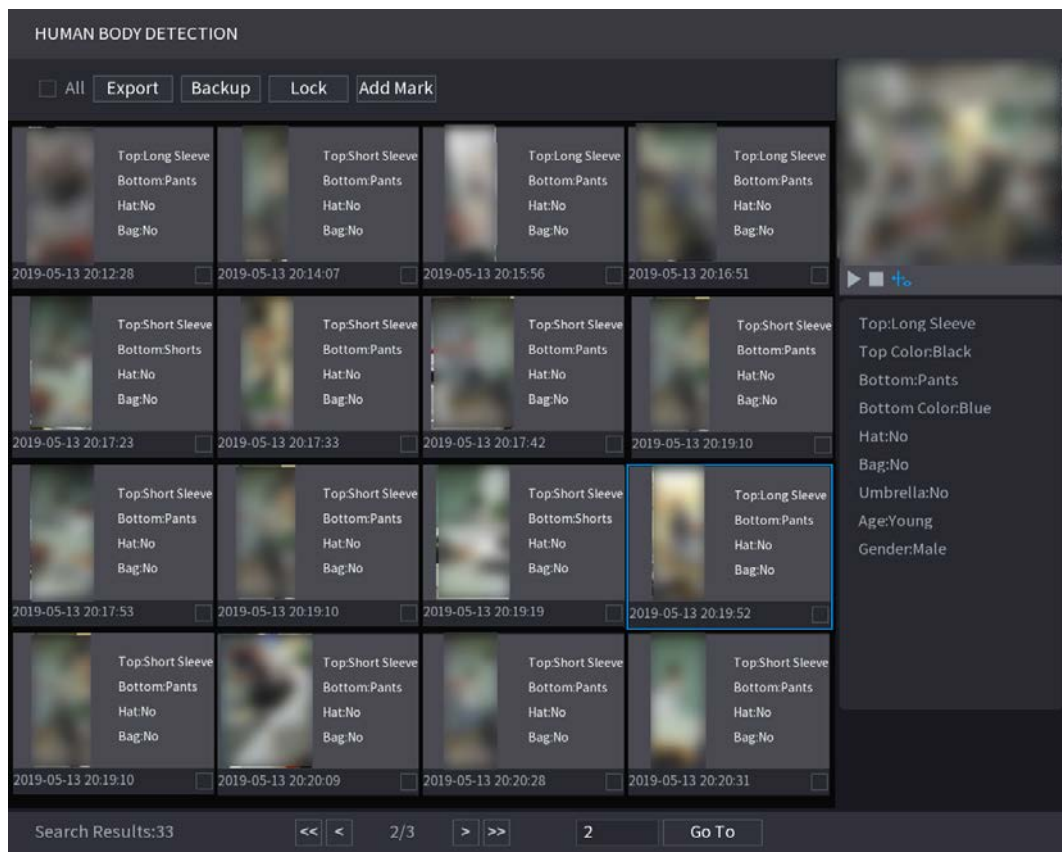 HUMAN BODY DETECTION
All Export Backup Lock Add Mark
Top:Long Sleeve
Bottom:Pants
Hat:No
Bag:No
2019-05-13 20:12:28
Top:Short Sleeve
Bottom:Pants
Hat:No
Bag:No
2019-05-13 20:14:07
Top:Long Sleeve
Bottom:Pants
Hat:No
Bag:No
2019-05-13 20:15:56
Top:Long Sleeve
Bottom:Pants
Hat:No
Bag:No
2019-05-13 20:16:51
Top:Short Sleeve
Bottom:Shorts
Hat:No
Bag:No
2019-05-13 20:17:23
Top:Short Sleeve
Bottom:Pants
Hat:No
Bag:No
2019-05-13 20:17:33
Top:Short Sleeve
Bottom:Pants
Hat:No
Bag:No
2019-05-13 20:17:42
Top:Short Sleeve
Bottom:Pants
Hat:No
Bag:No
2019-05-13 20:19:10
Top:Short Sleeve
Bottom:Pants
Hat:No
Bag:No
2019-05-13 20:17:53
Top:Short Sleeve
Bottom:Pants
Hat:No
Bag:No
2019-05-13 20:19:10
Top:Short Sleeve
Bottom:Shorts
Hat:No
Bag:No
2019-05-13 20:19:19
Top:Long Sleeve
Bottom:Pants
Hat:No
Bag:No
2019-05-13 20:19:52
Top:Short Sleeve
Bottom:Pants
Hat:No
Bag:No
2019-05-13 20:19:10
Top:Short Sleeve
Bottom:Pants
Hat:No
Bag:No
2019-05-13 20:20:09
Top:Short Sleeve
Bottom:Pants
Hat:No
Bag:No
2019-05-13 20:20:28
Top:Short Sleeve
Bottom:Pants
Hat:No
Bag:No
2019-05-13 20:20:31
Top:Long Sleeve
Top Color:Black
Bottom:Pants
Bottom Color:Blue
Hat:No
Bag:No
Umbrella:No
Age:Young
Gender:Male
Search Results:33 << < 2/3 > >> 2 Go To